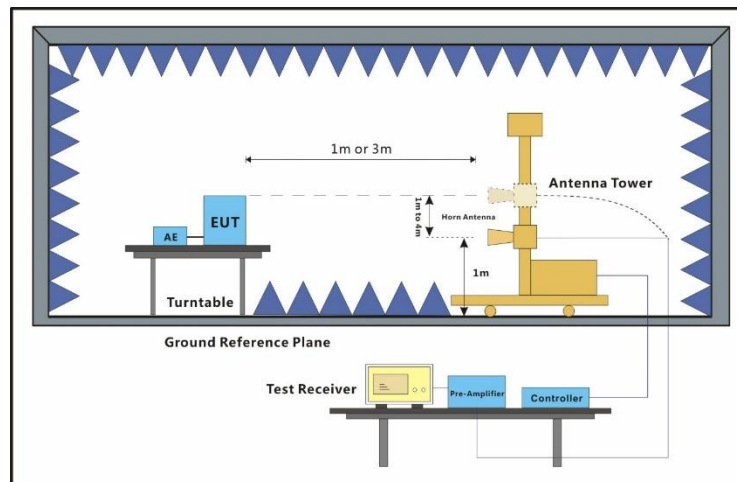 1m or 3m
Antenna Tower
1m to 4m
Horn Antenna
EUT
AE
1m
Turntable
Ground Reference Plane
Test Receiver
Pre-Amplifier
Controller